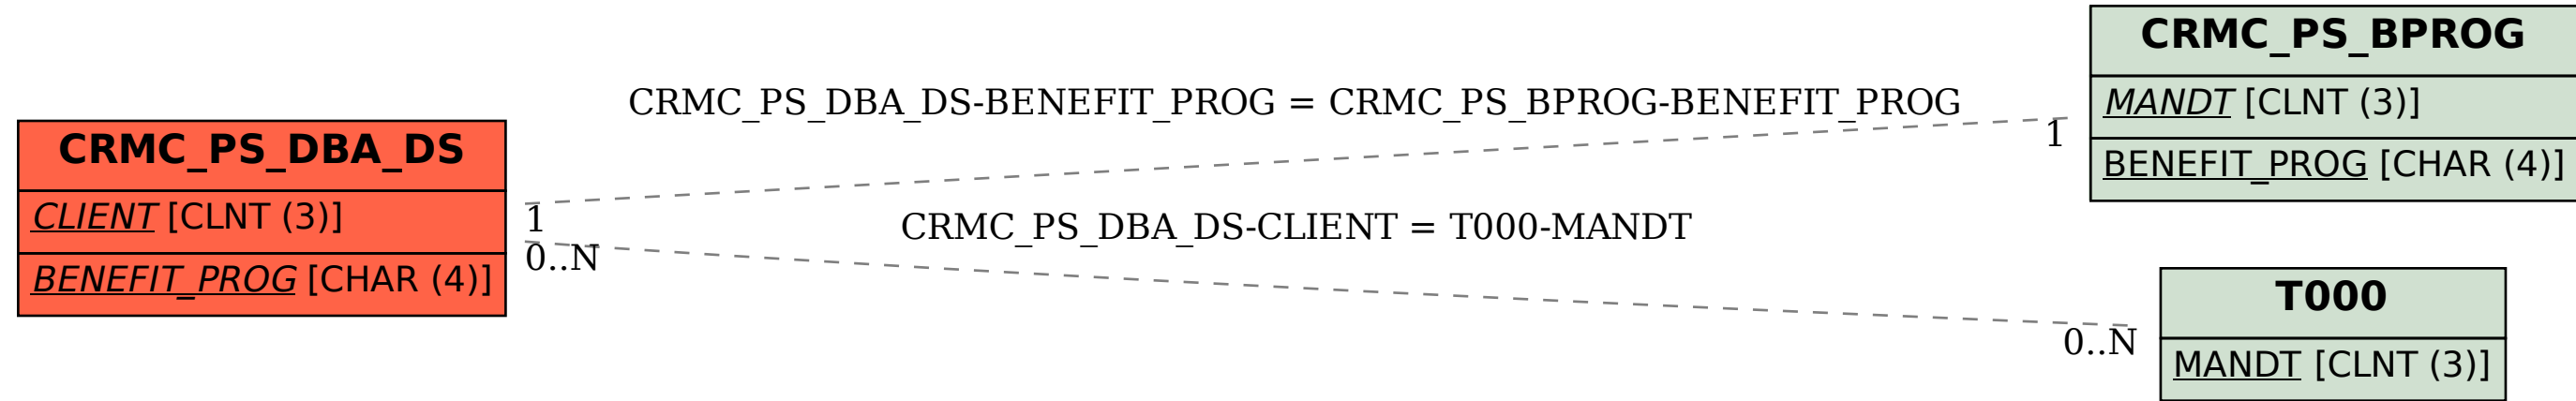 CRMC_PS_DBA_DS
CLIENT [CLNT (3)]
BENEFIT_PROG [CHAR (4)]
CRMC_PS_DBA_DS-BENEFIT_PROG = CRMC_PS_BPROG-BENEFIT_PROG
1
1
CRMC_PS_DBA_DS-CLIENT = T000-MANDT
0..N
0..N
CRMC_PS_BPROG
MANDT [CLNT (3)]
BENEFIT_PROG [CHAR (4)]
T000
MANDT [CLNT (3)]